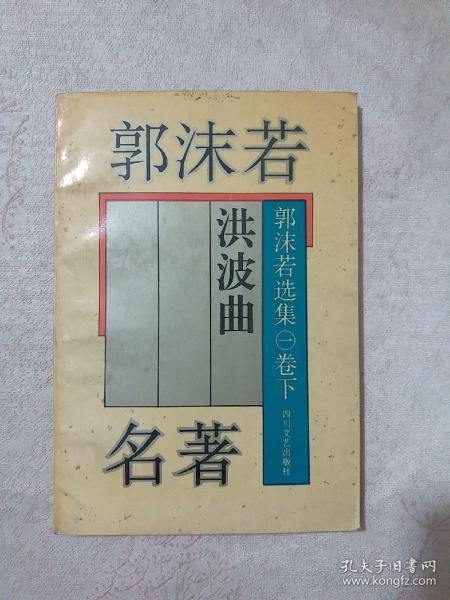 郭沫若
洪波曲
郭沫若选集㊀卷下
四川文艺出版社
名著
孔夫子旧书网
www.kongfz.com